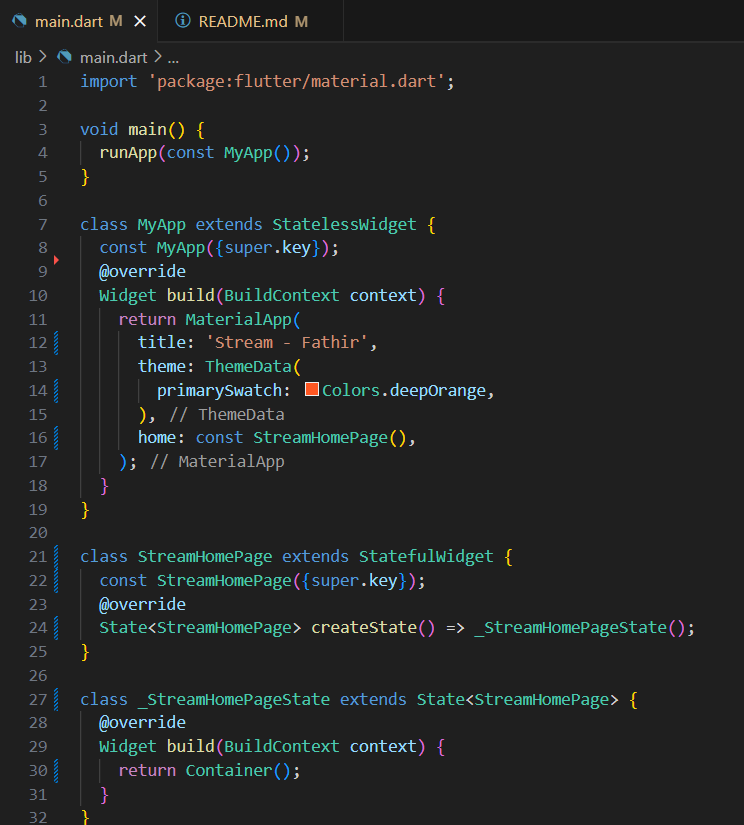 main.dart M × README.md M
lib > main.dart > ...
1 import 'package:flutter/material.dart';
2
3 void main() {
4 runApp(const MyApp());
5 }
6
7 class MyApp extends StatelessWidget {
8 const MyApp({super.key});
9 @override
10 Widget build(BuildContext context) {
11 return MaterialApp(
12 title: 'Stream - Fathir',
13 theme: ThemeData(
14 primarySwatch: Colors.deepOrange,
15 ), // ThemeData
16 home: const StreamHomePage(),
17 ); // MaterialApp
18 }
19 }
20
21 class StreamHomePage extends StatefulWidget {
22 const StreamHomePage({super.key});
23 @override
24 State<StreamHomePage> createState() => _StreamHomePageState();
25 }
26
27 class _StreamHomePageState extends State<StreamHomePage> {
28 @override
29 Widget build(BuildContext context) {
30 return Container();
31 }
32 }